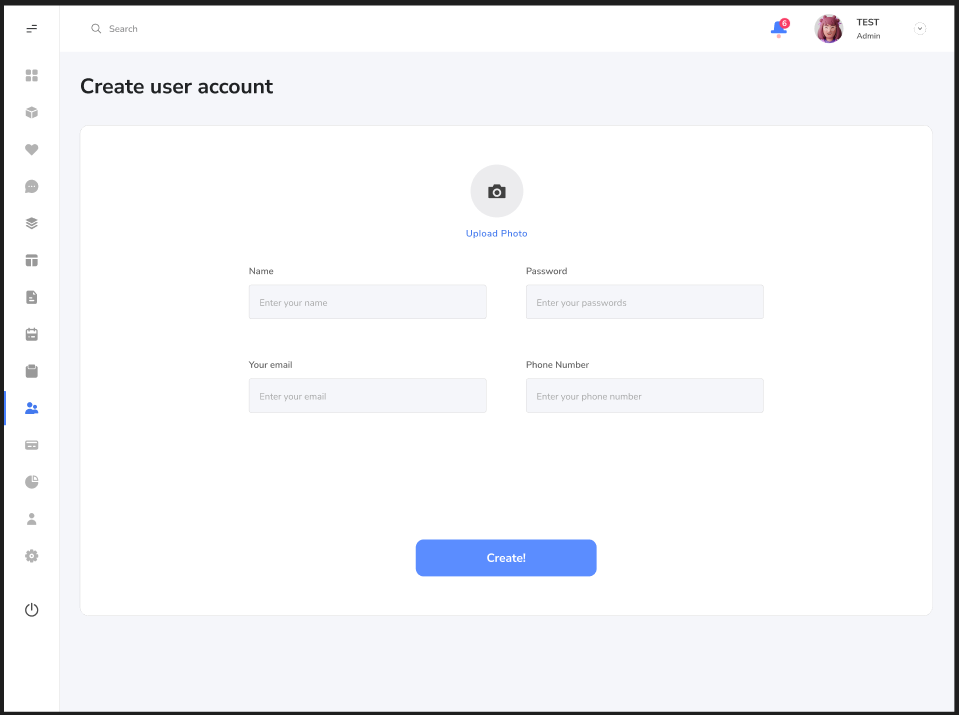 Search
6
TEST
Admin
Create user account
Upload Photo
Name
Password
Enter your name
Enter your passwords
Your email
Phone Number
Enter your email
Enter your phone number
Create!